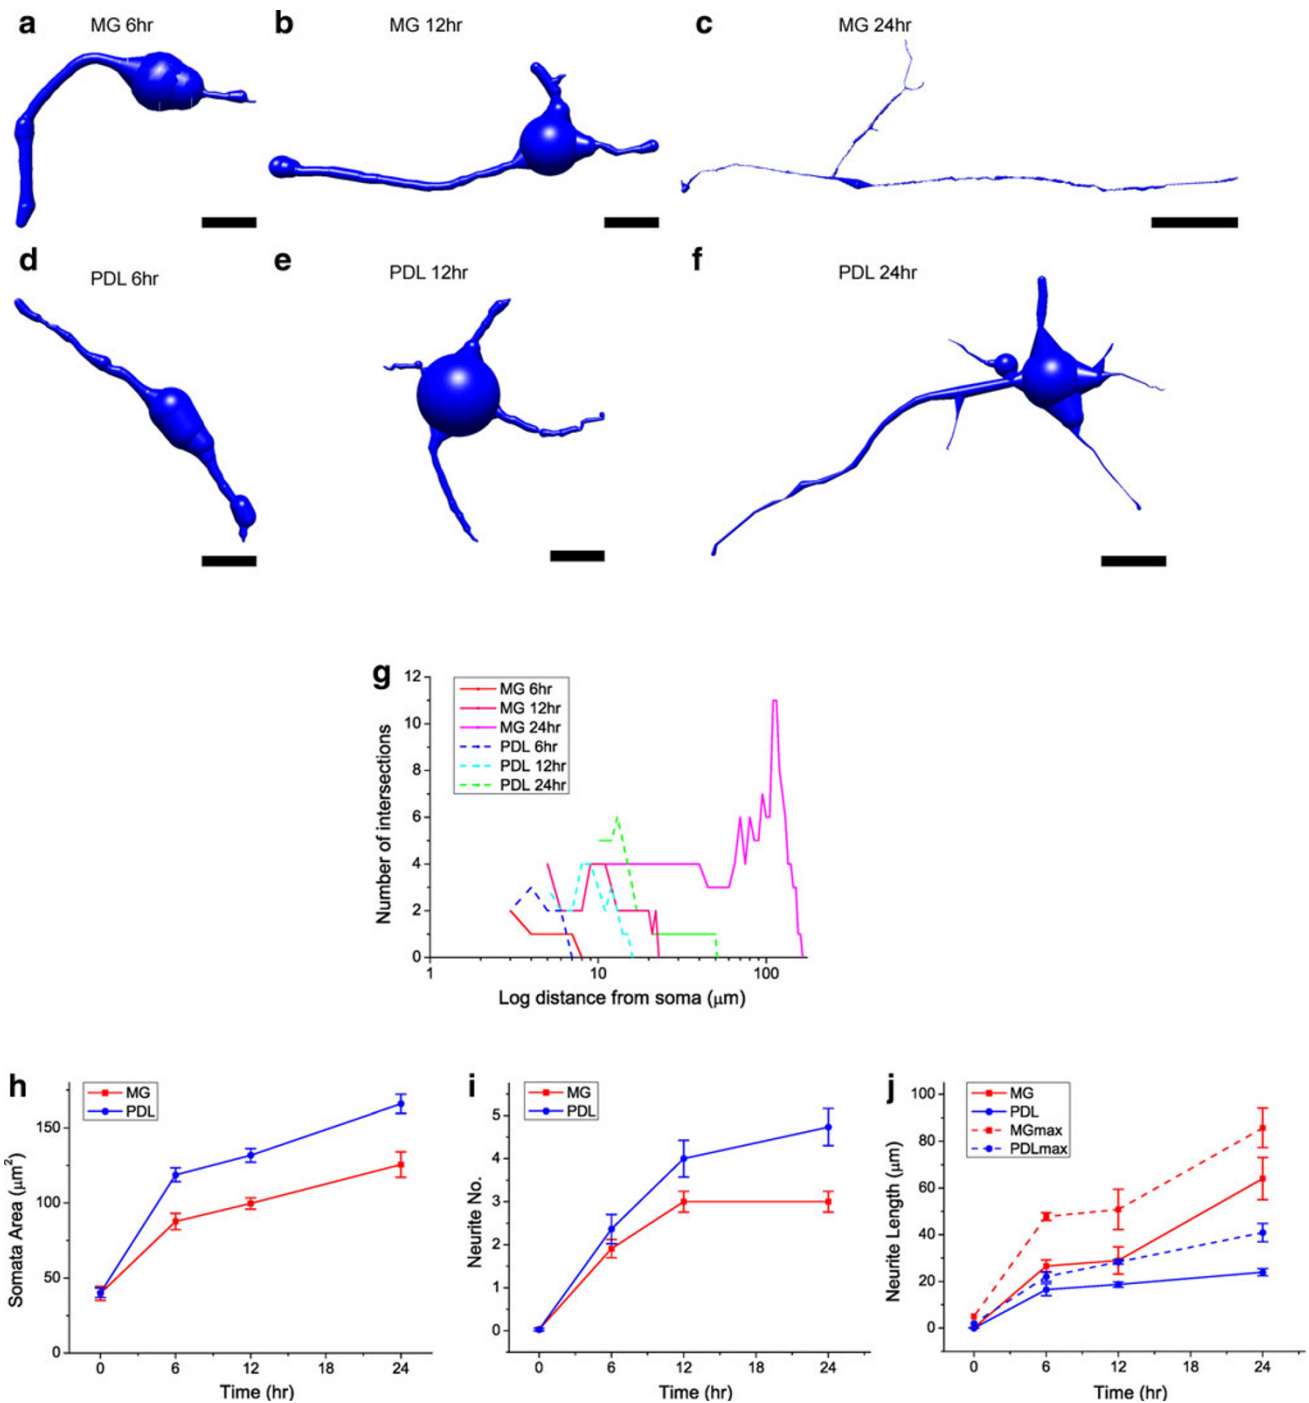 a MG 6hr
b MG 12hr
c MG 24hr
d PDL 6hr
e PDL 12hr
f PDL 24hr
g
12
10
8
6
4
2
0
Number of intersections
MG 6hr
MG 12hr
MG 24hr
PDL 6hr
PDL 12hr
PDL 24hr
1 10 100
Log distance from soma (μm)
h
MG
PDL
150
100
50
0
Somata Area (μm²)
0 6 12 18 24
Time (hr)
i
MG
PDL
5
4
3
2
1
0
Neurite No.
0 6 12 18 24
Time (hr)
j
MG
PDL
MGmax
PDLmax
100
80
60
40
20
0
Neurite Length (μm)
0 6 12 18 24
Time (hr)